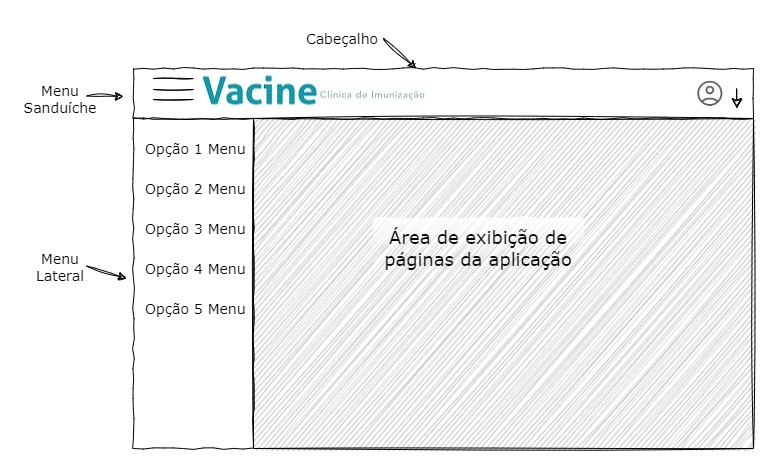 Cabeçalho
Menu
Sanduíche
Vacine Clínica de Imunização
Opção 1 Menu
Opção 2 Menu
Opção 3 Menu
Opção 4 Menu
Opção 5 Menu
Menu
Lateral
Área de exibição de
páginas da aplicação